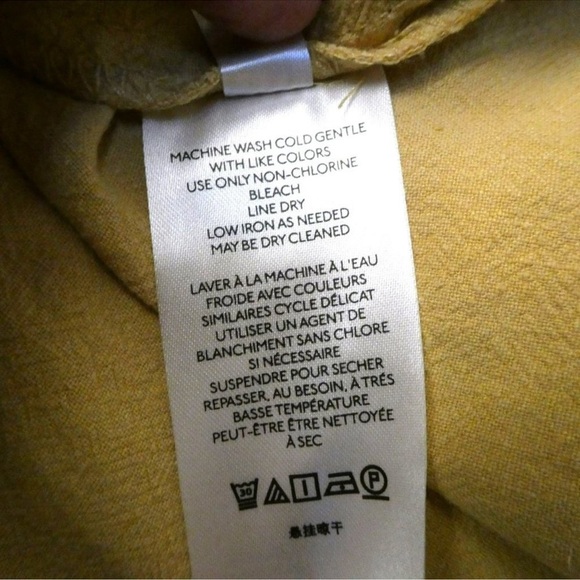 MACHINE WASH COLD GENTLE
WITH LIKE COLORS
USE ONLY NON-CHLORINE
BLEACH
LINE DRY
LOW IRON AS NEEDED
MAY BE DRY CLEANED
LAVER À LA MACHINE À L'EAU
FROIDE AVEC COULEURS
SIMILAIRES CYCLE DÉLICAT
UTILISER UN AGENT DE
BLANCHIMENT SANS CHLORE
SI NÉCESSAIRE
SUSPENDRE POUR SECHER
REPASSER, AU BESOIN, À TRÉS
BASSE TEMPÉRATURE
PEUT-ÊTRE ÊTRE NETTOYÉE
À SEC
30 P
悬挂晾干